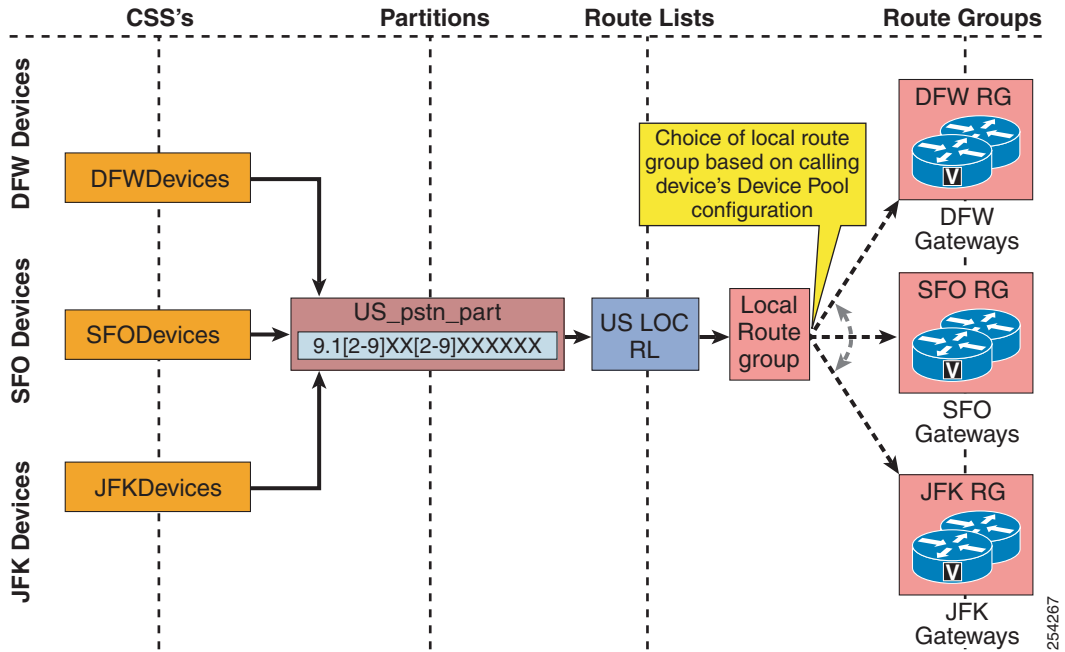 CSS's
Partitions
Route Lists
Route Groups
DFW Devices
SFO Devices
JFK Devices
DFWDevices
SFODevices
JFKDevices
US_pstn_part
9.1[2-9]XX[2-9]XXXXXX
US LOC
RL
Local
Route
group
Choice of local route
group based on calling
device's Device Pool
configuration
DFW RG
V
DFW
Gateways
SFO RG
V
SFO
Gateways
JFK RG
V
JFK
Gateways
254267